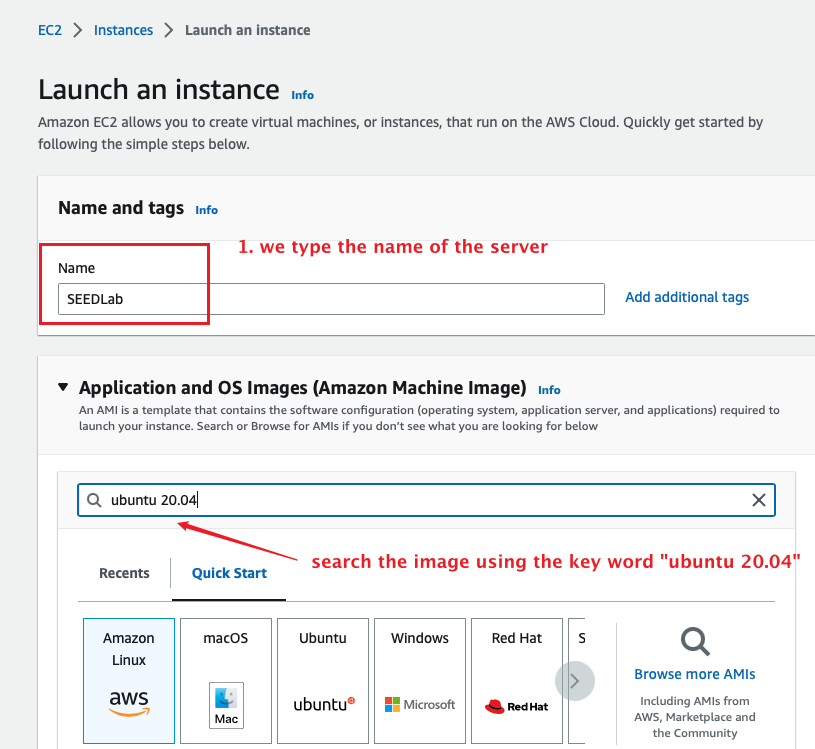 EC2 > Instances > Launch an instance
Launch an instance Info
Amazon EC2 allows you to create virtual machines, or instances, that run on the AWS Cloud. Quickly get started by
following the simple steps below.
Name and tags Info
1. we type the name of the server
Name
SEEDLab
Add additional tags
Application and OS Images (Amazon Machine Image) Info
An AMI is a template that contains the software configuration (operating system, application server, and applications) required to
launch your instance. Search or Browse for AMIs if you don’t see what you are looking for below
ubuntu 20.04
search the image using the key word "ubuntu 20.04"
Recents
Quick Start
Amazon
Linux
aws
macOS
Mac
Ubuntu
ubuntu
Windows
Microsoft
Red Hat
Red Hat
S
Browse more AMIs
Including AMIs from
AWS, Marketplace and
the Community